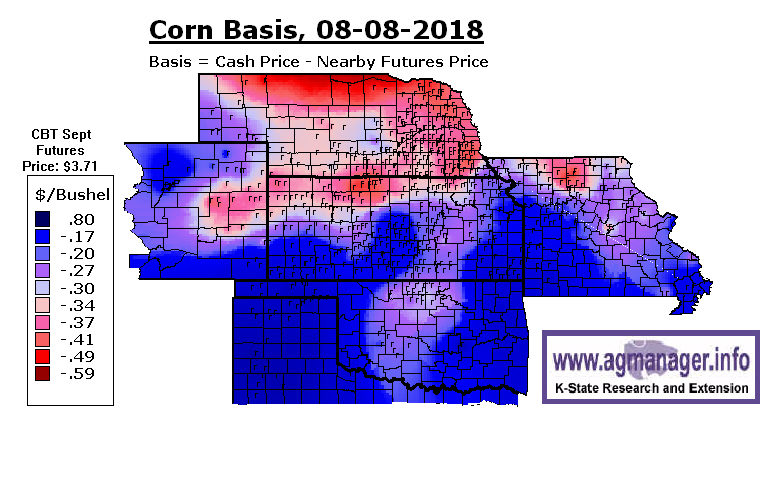 Corn Basis, 08-08-2018
Basis = Cash Price - Nearby Futures Price
CBT Sept
Futures
Price: $3.71
$/Bushel
.80
-.17
-.20
-.27
-.30
-.34
-.37
-.41
-.49
-.59
www.agmanager.info
K-State Research and Extension